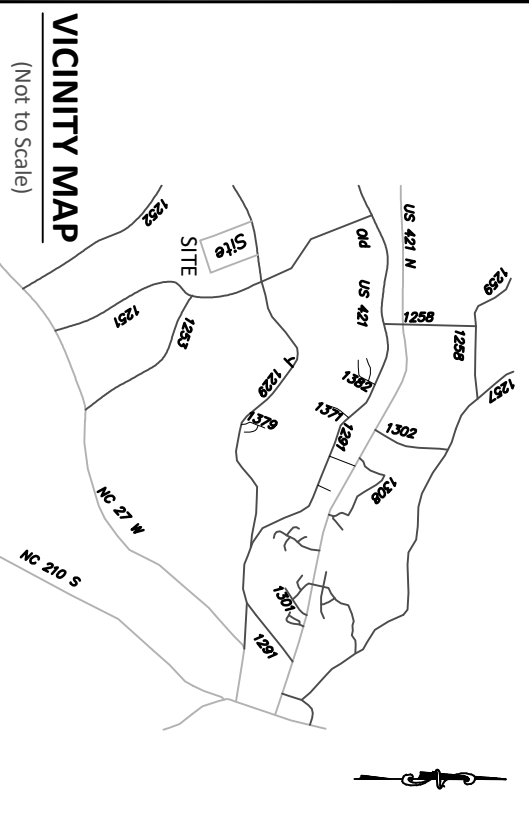 VICINITY MAP
(Not to Scale)
1252
Site
SITE
1251
1253
US 421 N
Old US 421
1259
1258
1258
1257
1229
1379
1382
1371
1291
1302
1308
NC 27 W
NC 210 S
1301
1291